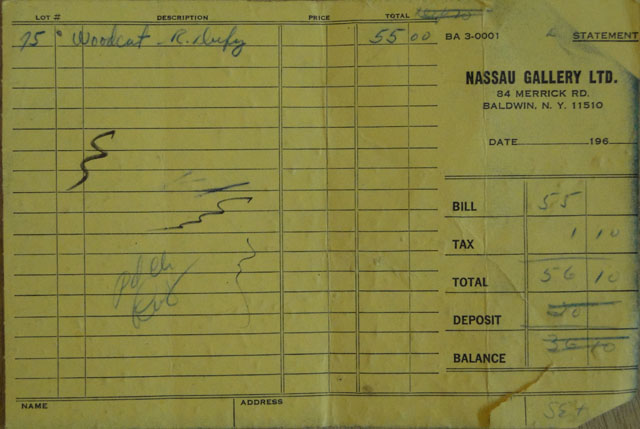 LOT # DESCRIPTION PRICE TOTAL
75 Woodcut - R. Dufy 55 00
BA 3-0001 STATEMENT
NASSAU GALLERY LTD.
84 MERRICK RD.
BALDWIN, N. Y. 11510
DATE 196
BILL 55
TAX 1 10
TOTAL 56 10
DEPOSIT 20
BALANCE 36 10
NAME ADDRESS